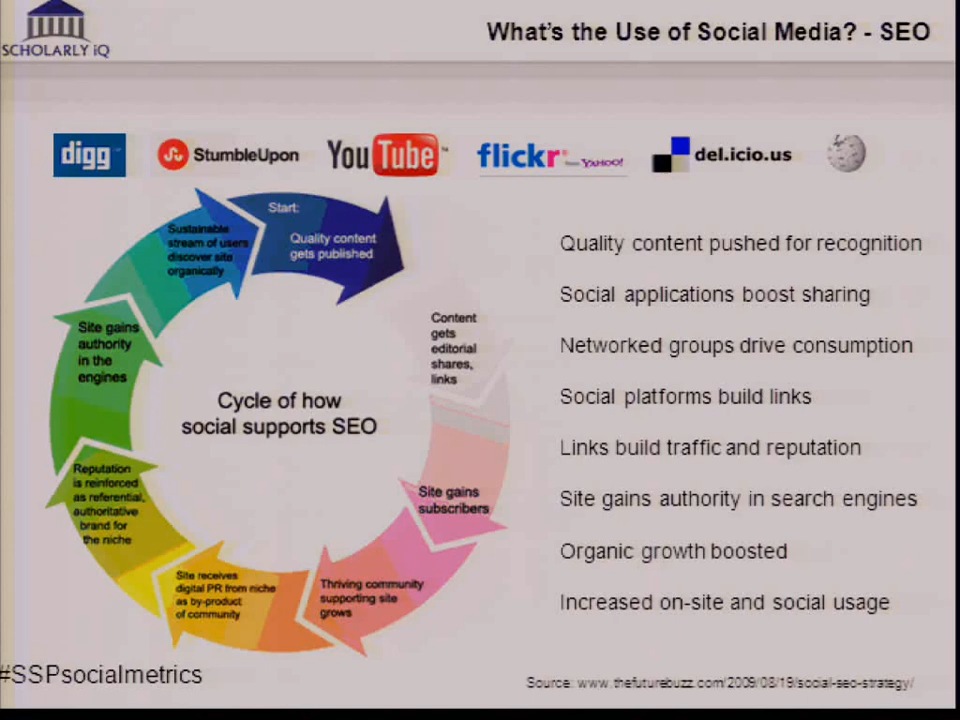 SCHOLARLY iQ
What's the Use of Social Media? - SEO
digg
StumbleUpon
YouTube
flickr from YAHOO!
del.icio.us
Start:
Quality content
gets published
Content
gets
editorial
shares,
links
Site gains
subscribers
Thriving community
supporting site
grows
Site receives
digital PR from niche
as by-product
of community
Reputation
is reinforced
as referential,
authoritative
brand for
the niche
Site gains
authority
in the
engines
Sustainable
stream of users
discover site
organically
Cycle of how
social supports SEO
Quality content pushed for recognition
Social applications boost sharing
Networked groups drive consumption
Social platforms build links
Links build traffic and reputation
Site gains authority in search engines
Organic growth boosted
Increased on-site and social usage
#SSPsocialmetrics
Source: www.thefuturebuzz.com/2009/08/19/social-seo-strategy/